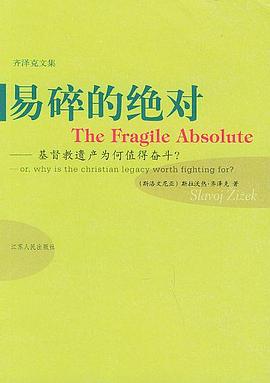 齐泽克文集
易碎的绝对
The Fragile Absolute
—— 基督教遗产为何值得奋斗？
—or, why is the christian legacy worth fighting for?
（斯洛文尼亚）斯拉沃热·齐泽克 著
Slavoj Žižek
江苏人民出版社